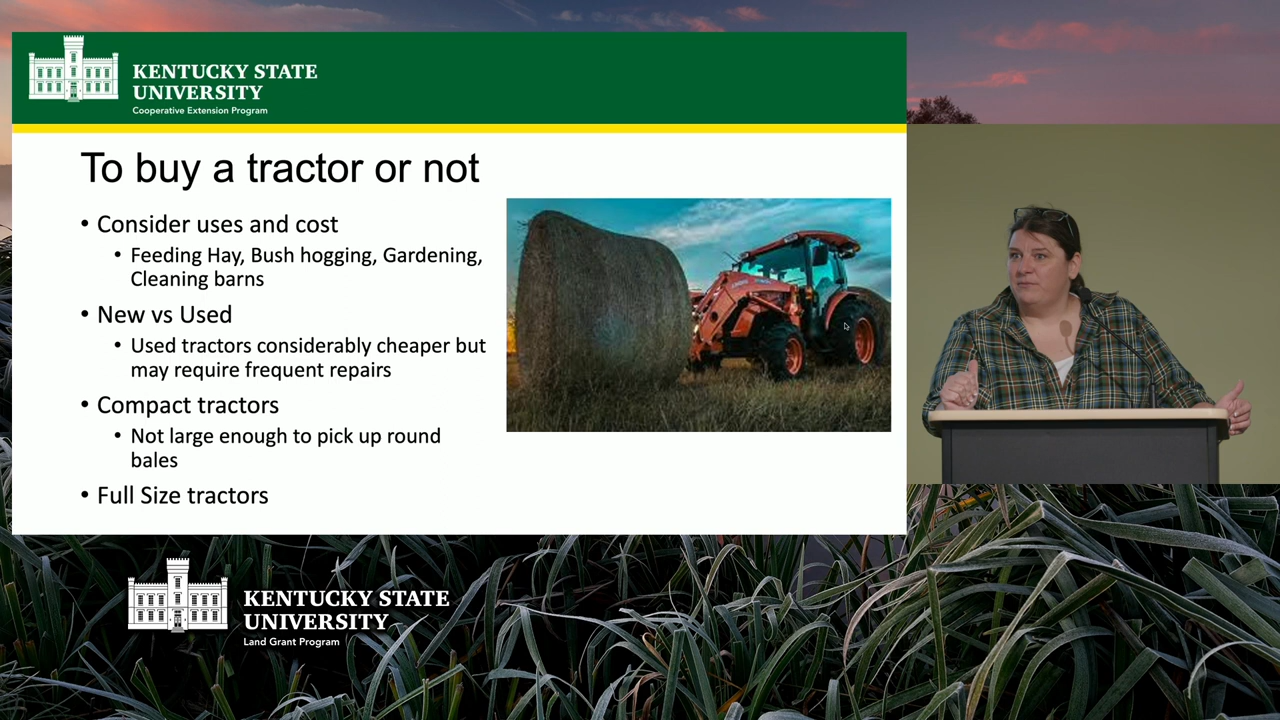 KENTUCKY STATE
UNIVERSITY
Cooperative Extension Program
To buy a tractor or not
• Consider uses and cost
• Feeding Hay, Bush hogging, Gardening,
Cleaning barns
• New vs Used
• Used tractors considerably cheaper but
may require frequent repairs
• Compact tractors
• Not large enough to pick up round
bales
• Full Size tractors
KENTUCKY STATE
UNIVERSITY
Land Grant Program